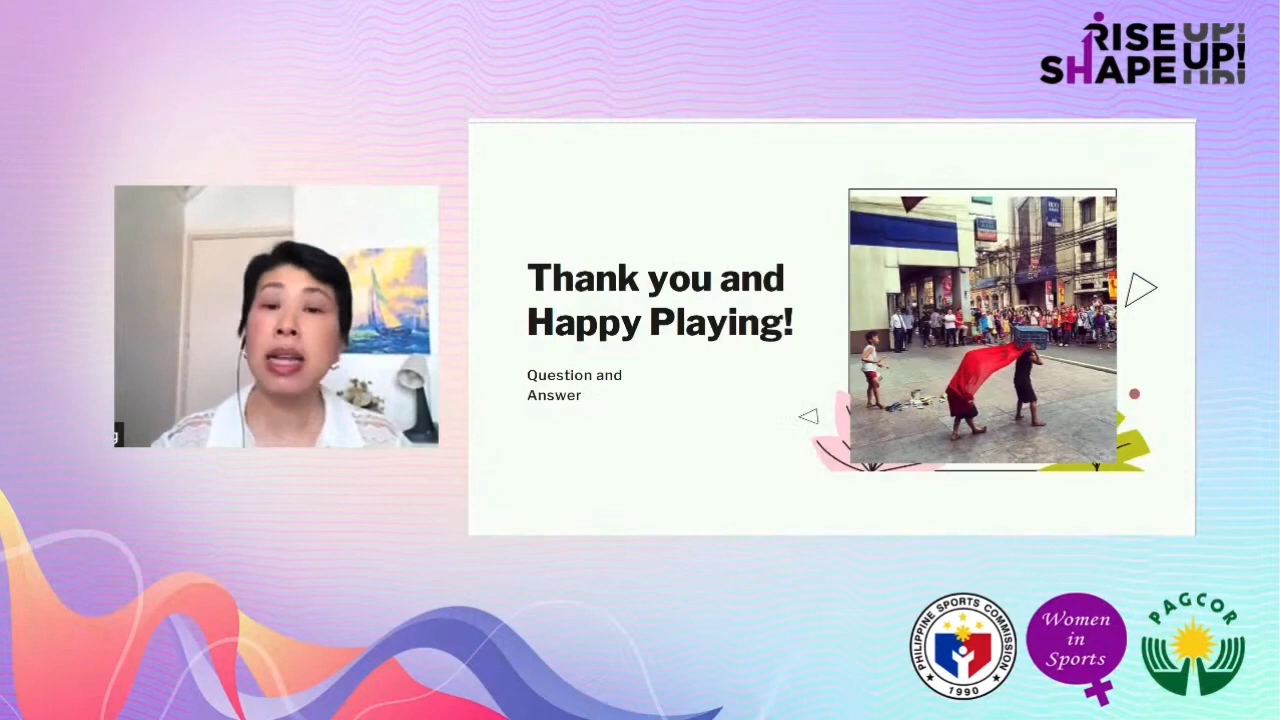 RISE UP!
SHAPE UP!
UP!
Thank you and
Happy Playing!
Question and
Answer
g
PHILIPPINE SPORTS COMMISSION
1990
Women
in
Sports
PAGCOR